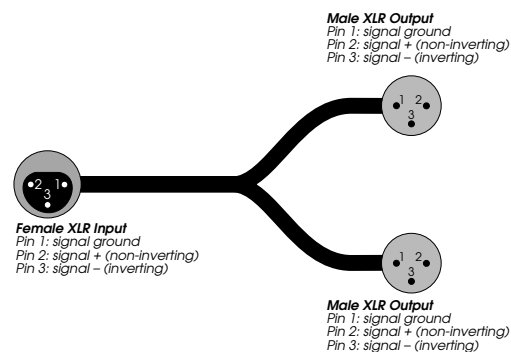 Male XLR Output
Pin 1: signal ground
Pin 2: signal + (non-inverting)
Pin 3: signal – (inverting)
1 2
3
2 1
3
Female XLR Input
Pin 1: signal ground
Pin 2: signal + (non-inverting)
Pin 3: signal – (inverting)
1 2
3
Male XLR Output
Pin 1: signal ground
Pin 2: signal + (non-inverting)
Pin 3: signal – (inverting)